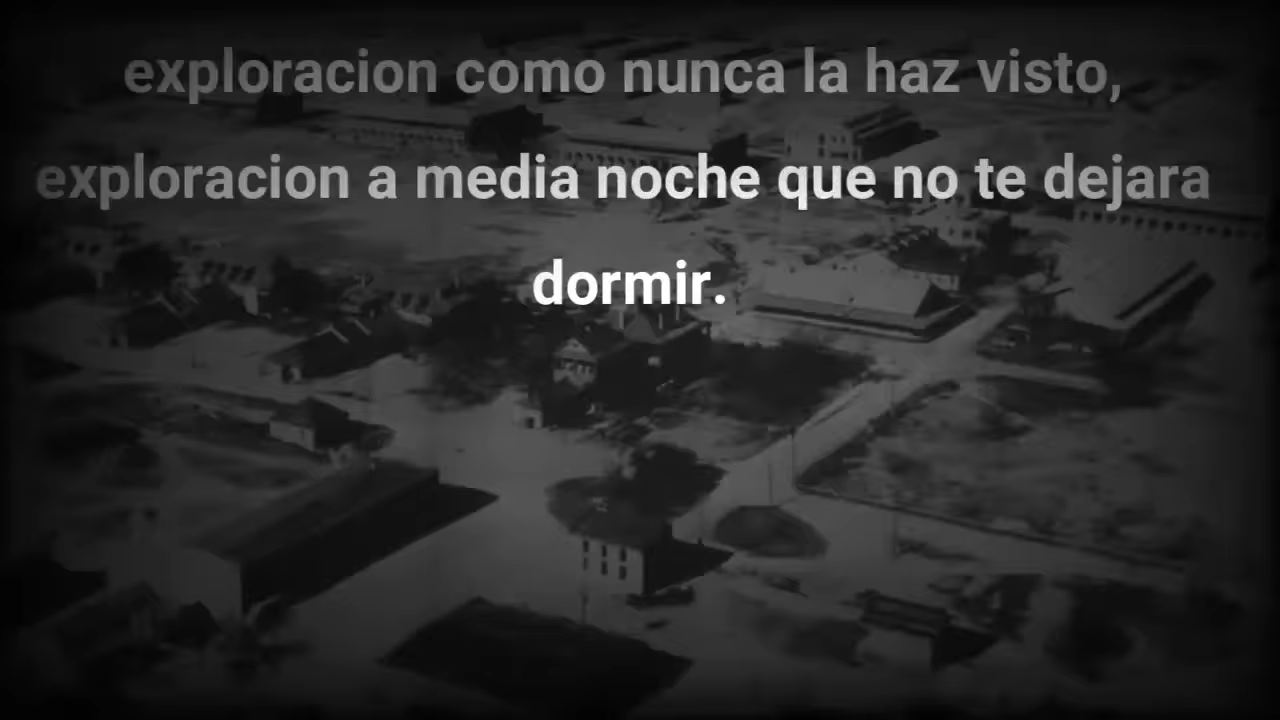 exploracion como nunca la haz visto,
exploracion a media noche que no te dejara
dormir.